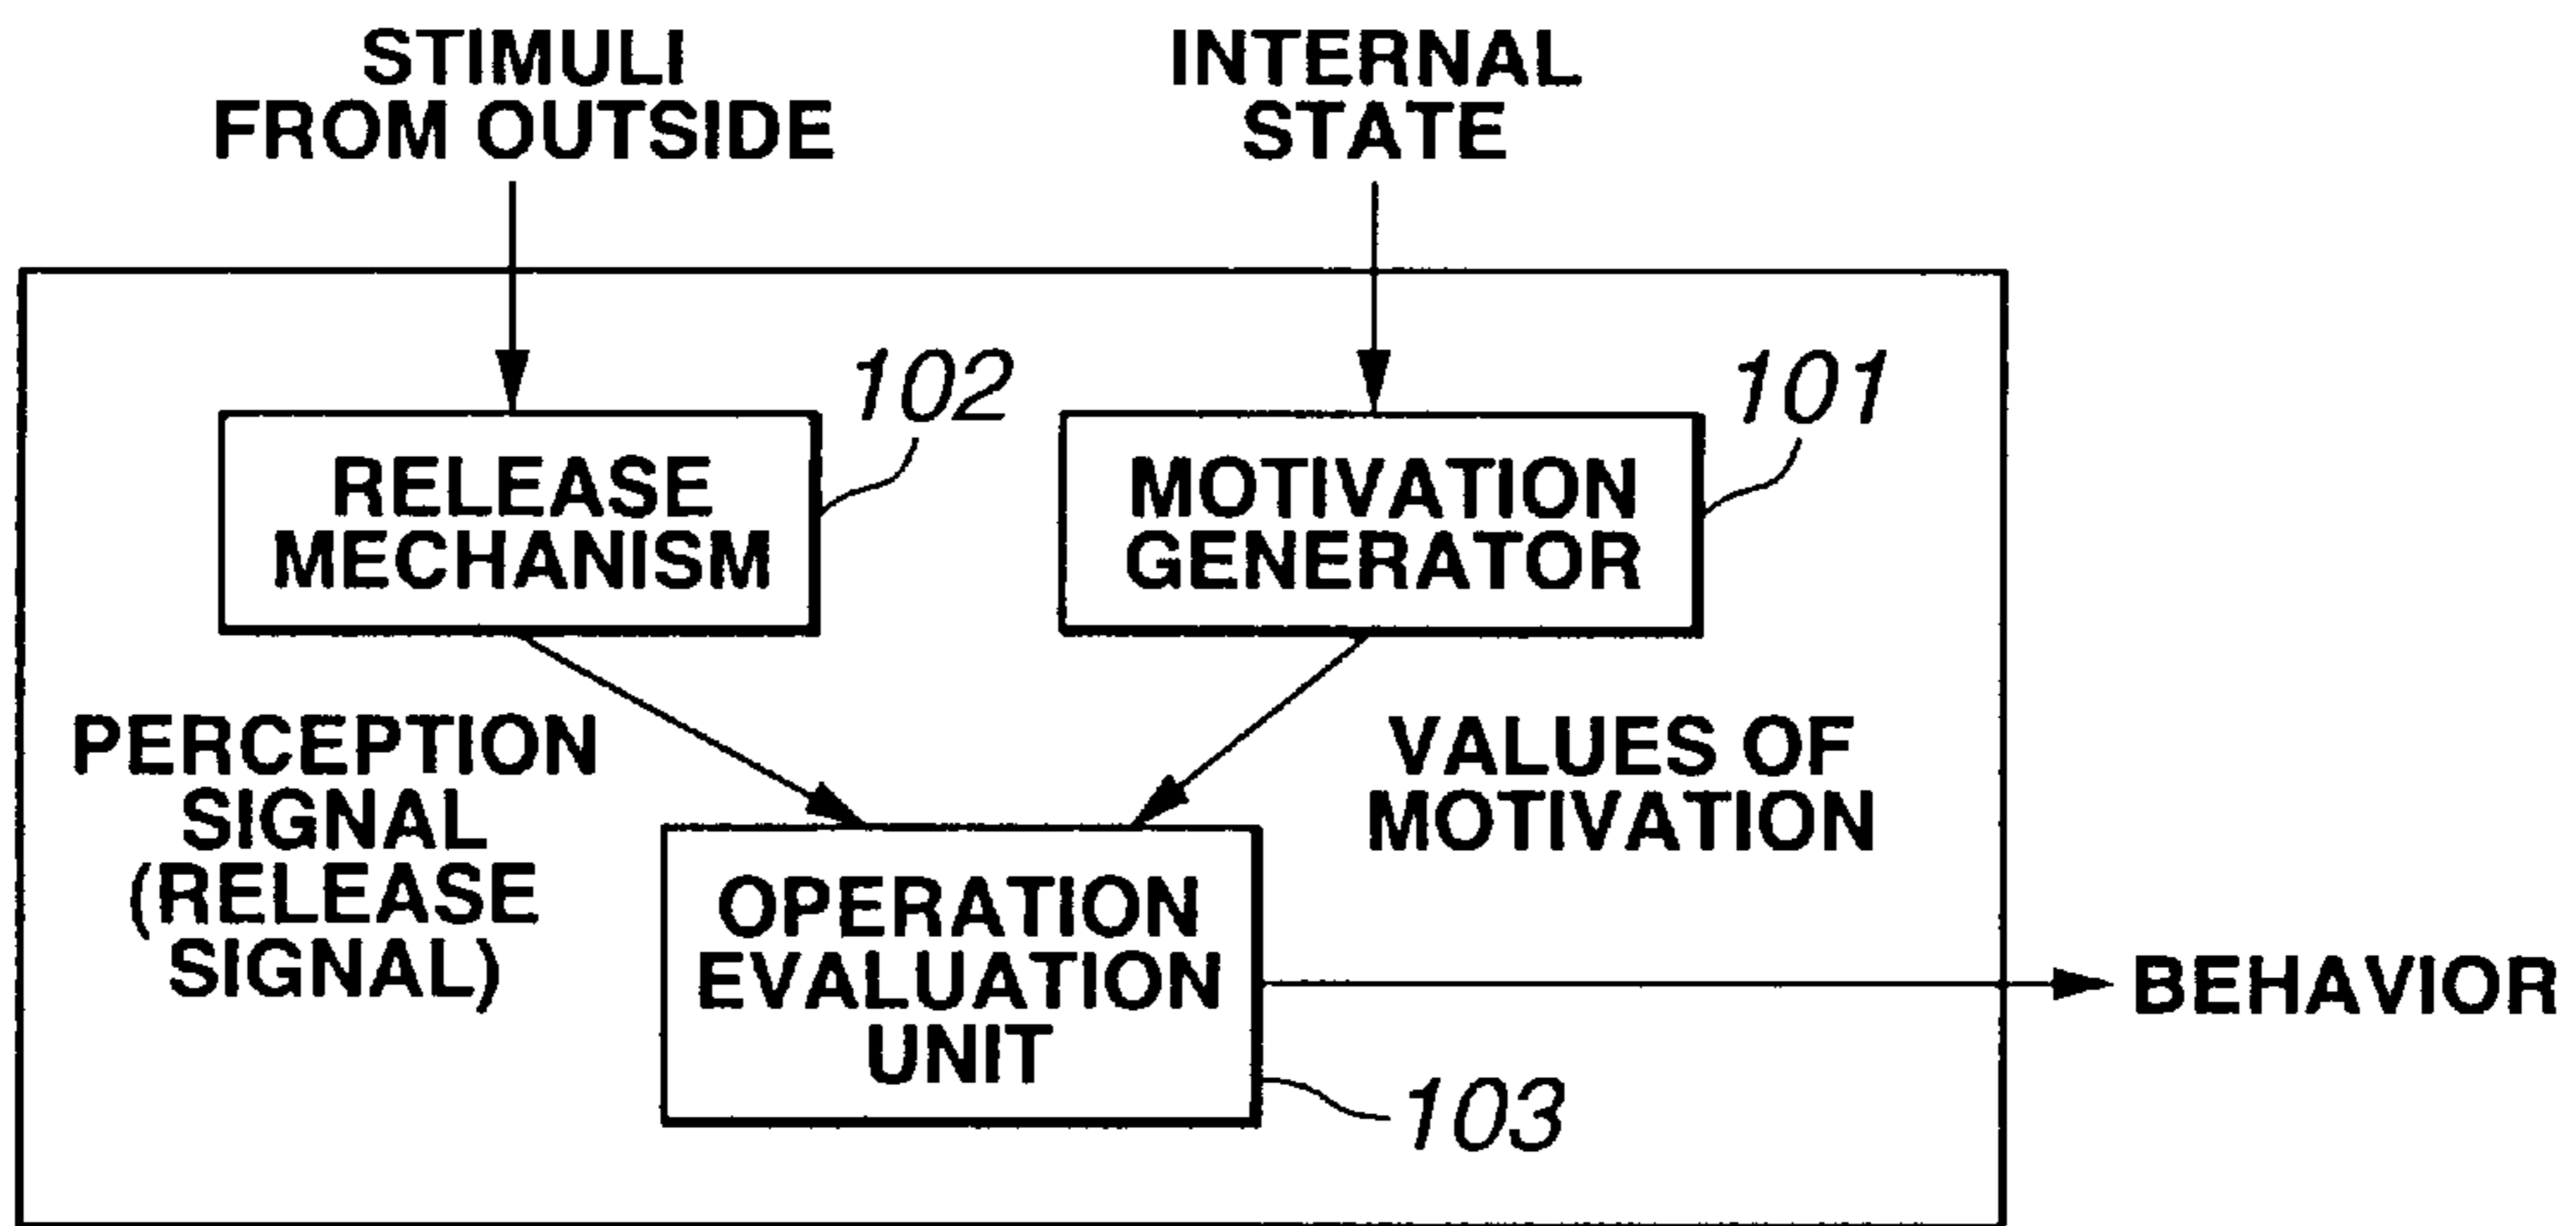 STIMULI
FROM OUTSIDE
INTERNAL
STATE
102
101
RELEASE
MECHANISM
MOTIVATION
GENERATOR
PERCEPTION
SIGNAL
(RELEASE
SIGNAL)
VALUES OF
MOTIVATION
OPERATION
EVALUATION
UNIT
BEHAVIOR
103